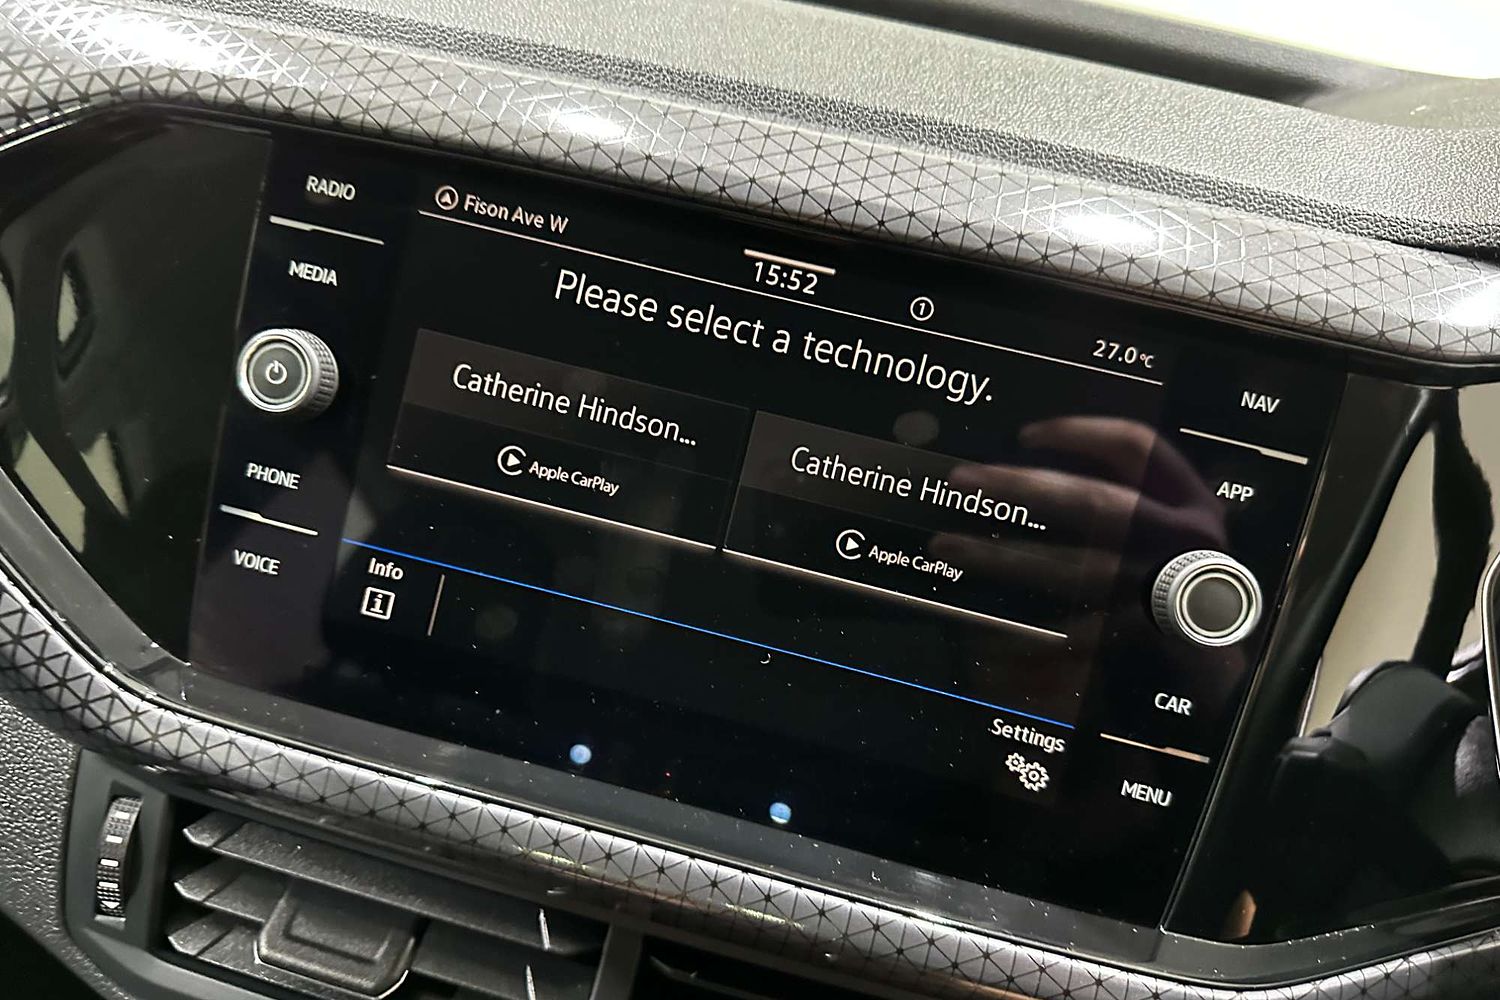 RADIO
MEDIA
PHONE
VOICE
Fison Ave W
15:52
1
27.0°C
Please select a technology.
Catherine Hindson...
Apple CarPlay
Catherine Hindson...
Apple CarPlay
Info
i
Settings
NAV
APP
CAR
MENU